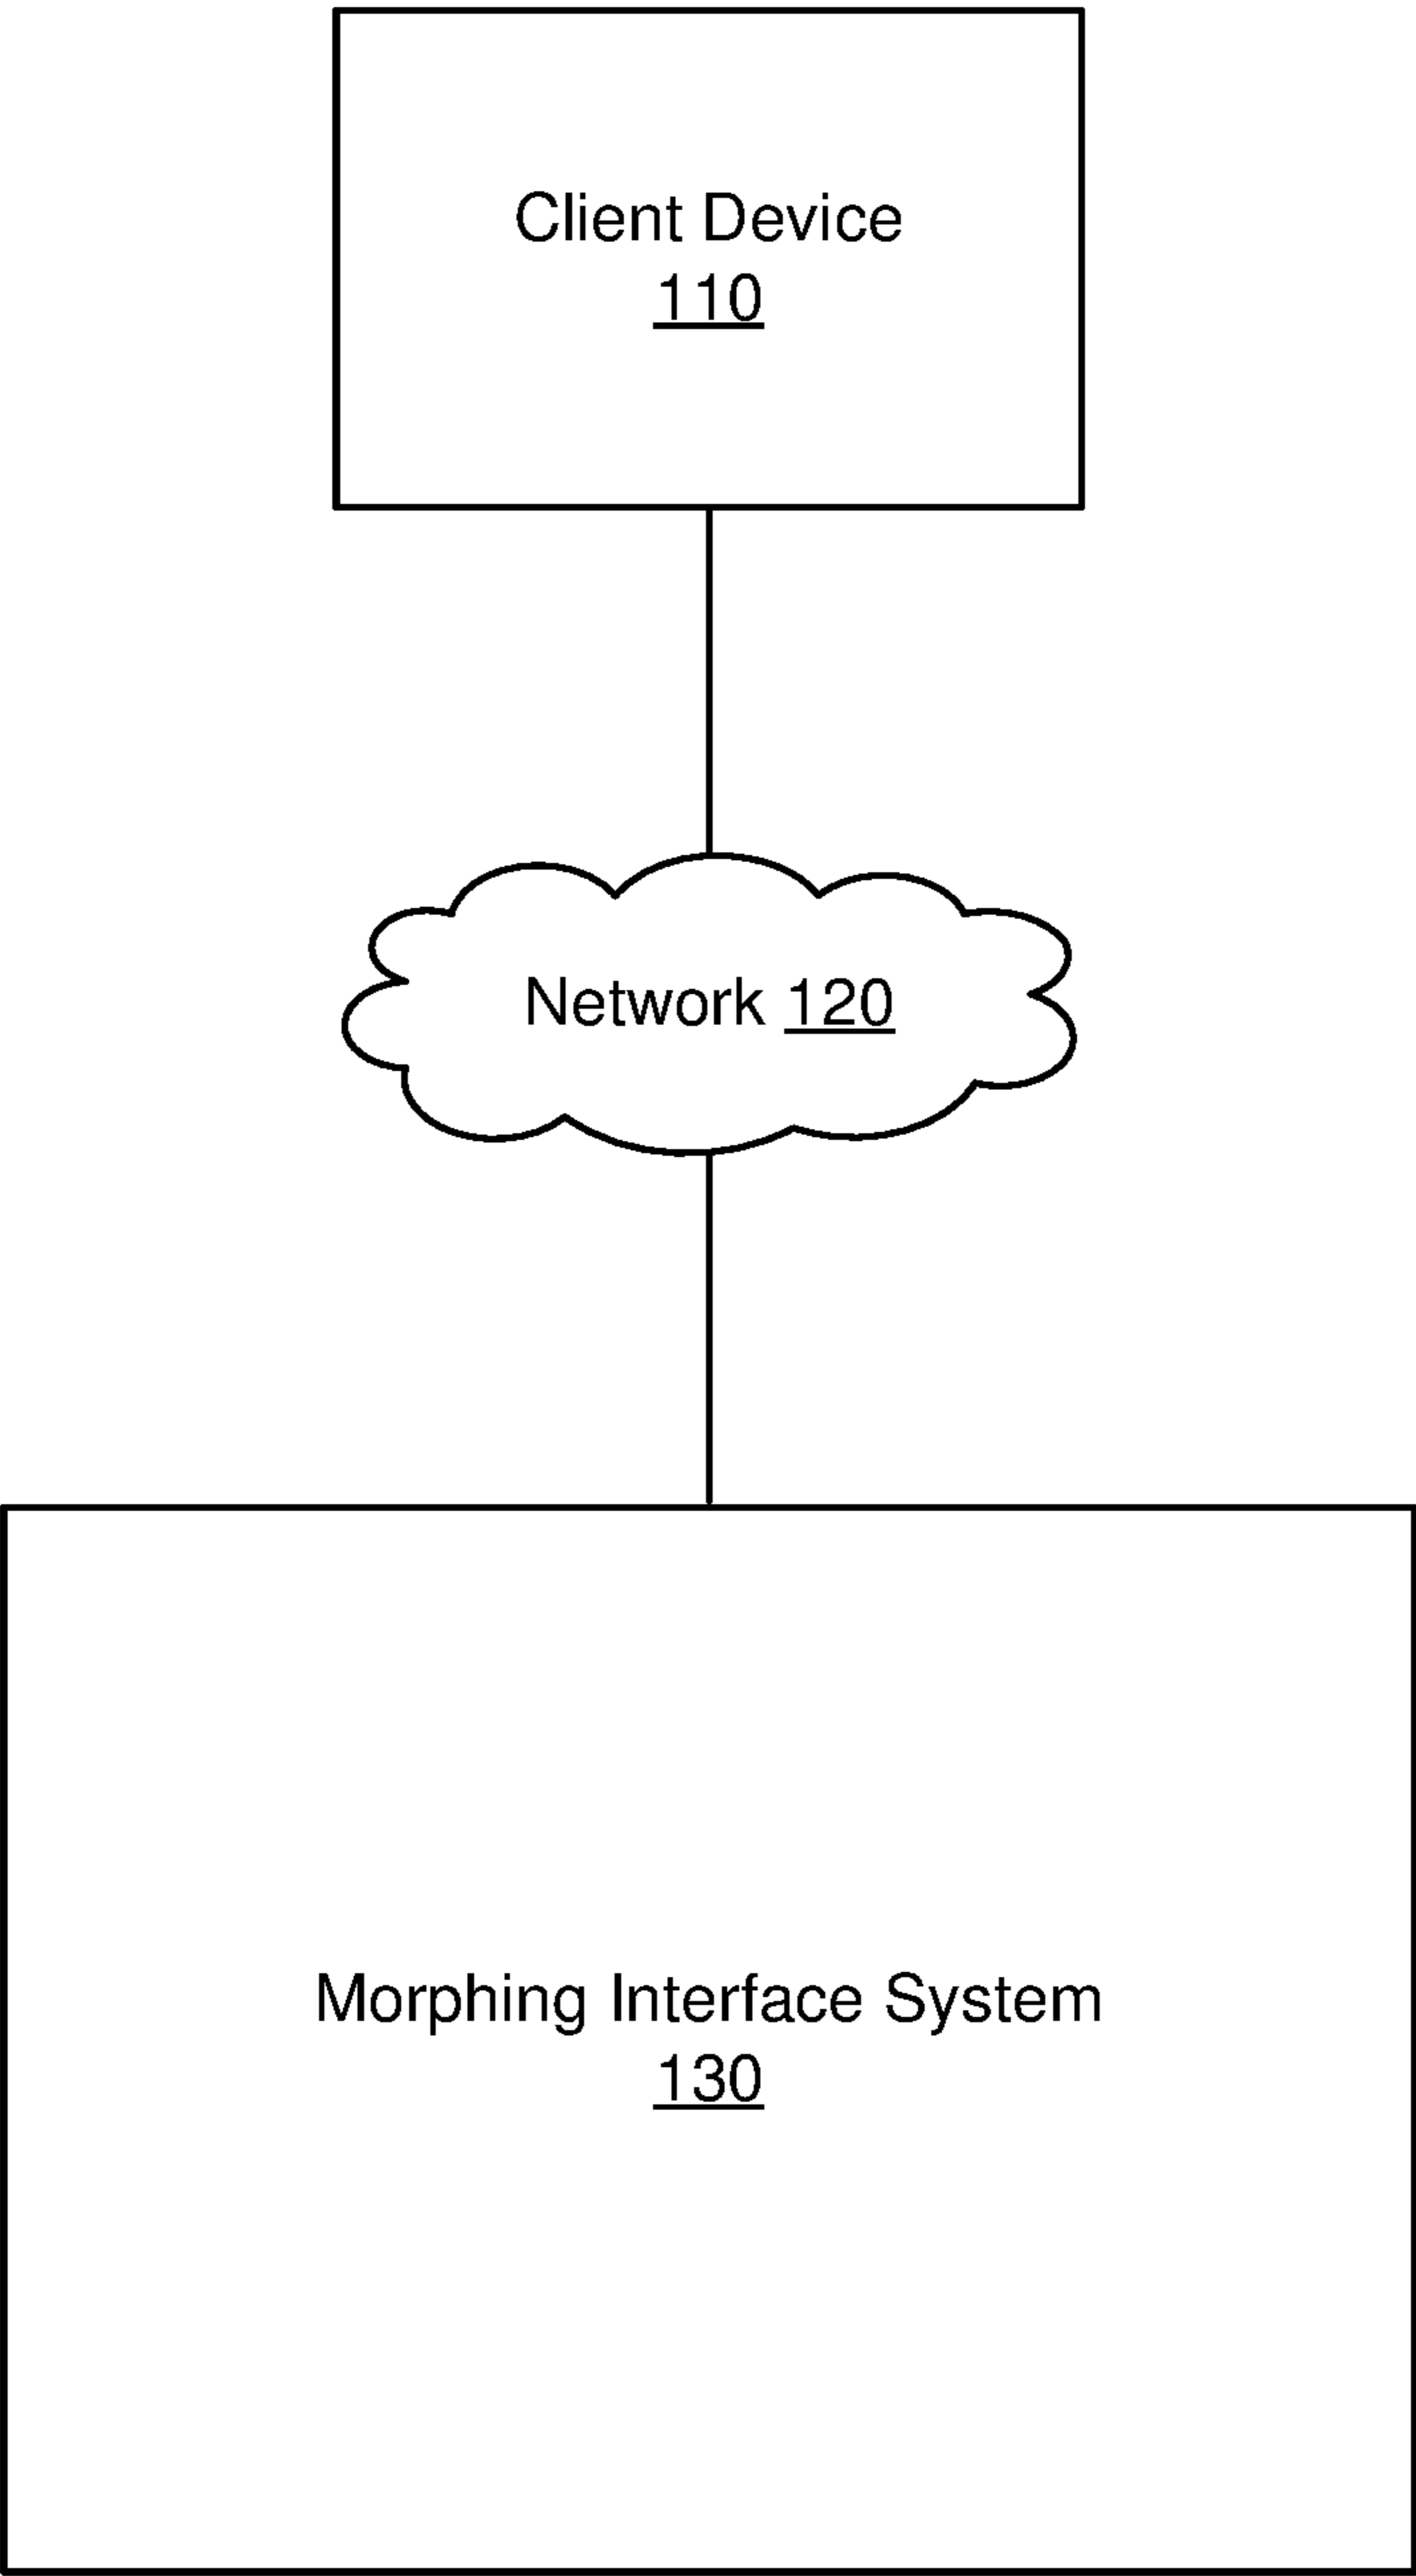 Client Device
110
Network 120
Morphing Interface System
130